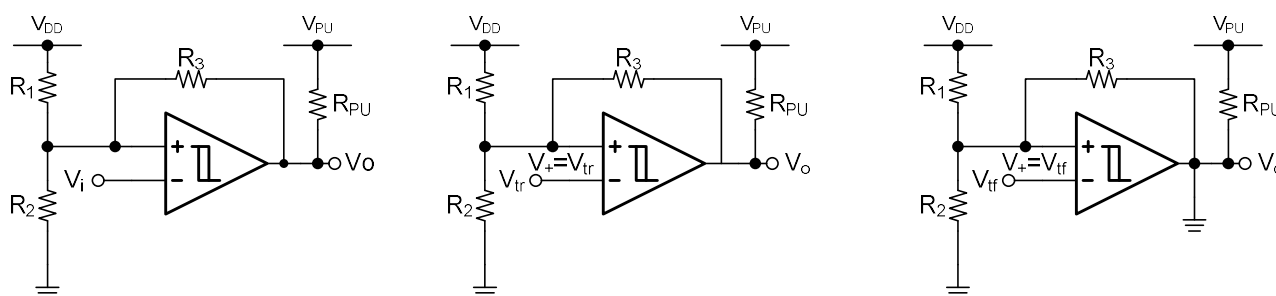 VDD
VPU
R3
R1
RPU
+
Vo
Vi
-
R2
VDD
VPU
R3
R1
RPU
+
V+=Vtr
Vo
Vtr
-
R2
VDD
VPU
R3
R1
RPU
+
V+=Vtf
Vo
Vtf
-
R2